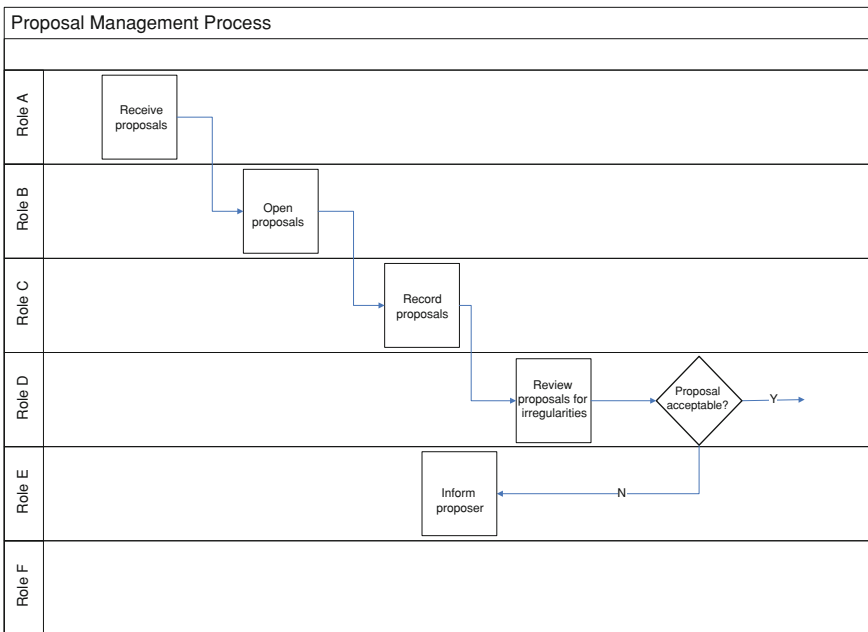 Proposal Management Process
Role A
Receive
proposals
Role B
Open
proposals
Role C
Record
proposals
Role D
Review
proposals for
irregularities
Proposal
acceptable?
Y
Role E
Inform
proposer
N
Role F